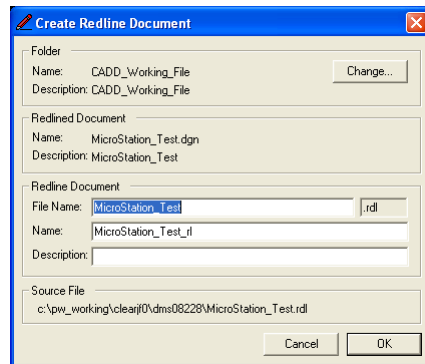 Create Redline Document
Folder
Name: CADD_Working_File Change...
Description: CADD_Working_File
Redlined Document
Name: MicroStation_Test.dgn
Description: MicroStation_Test
Redline Document
File Name: MicroStation_Test .rdl
Name: MicroStation_Test_rl
Description:
Source File
c:\pw_working\clearjf0\dms08228\MicroStation_Test.rdl
Cancel OK